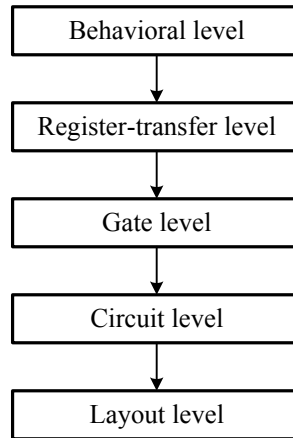 Behavioral level
Register-transfer level
Gate level
Circuit level
Layout level